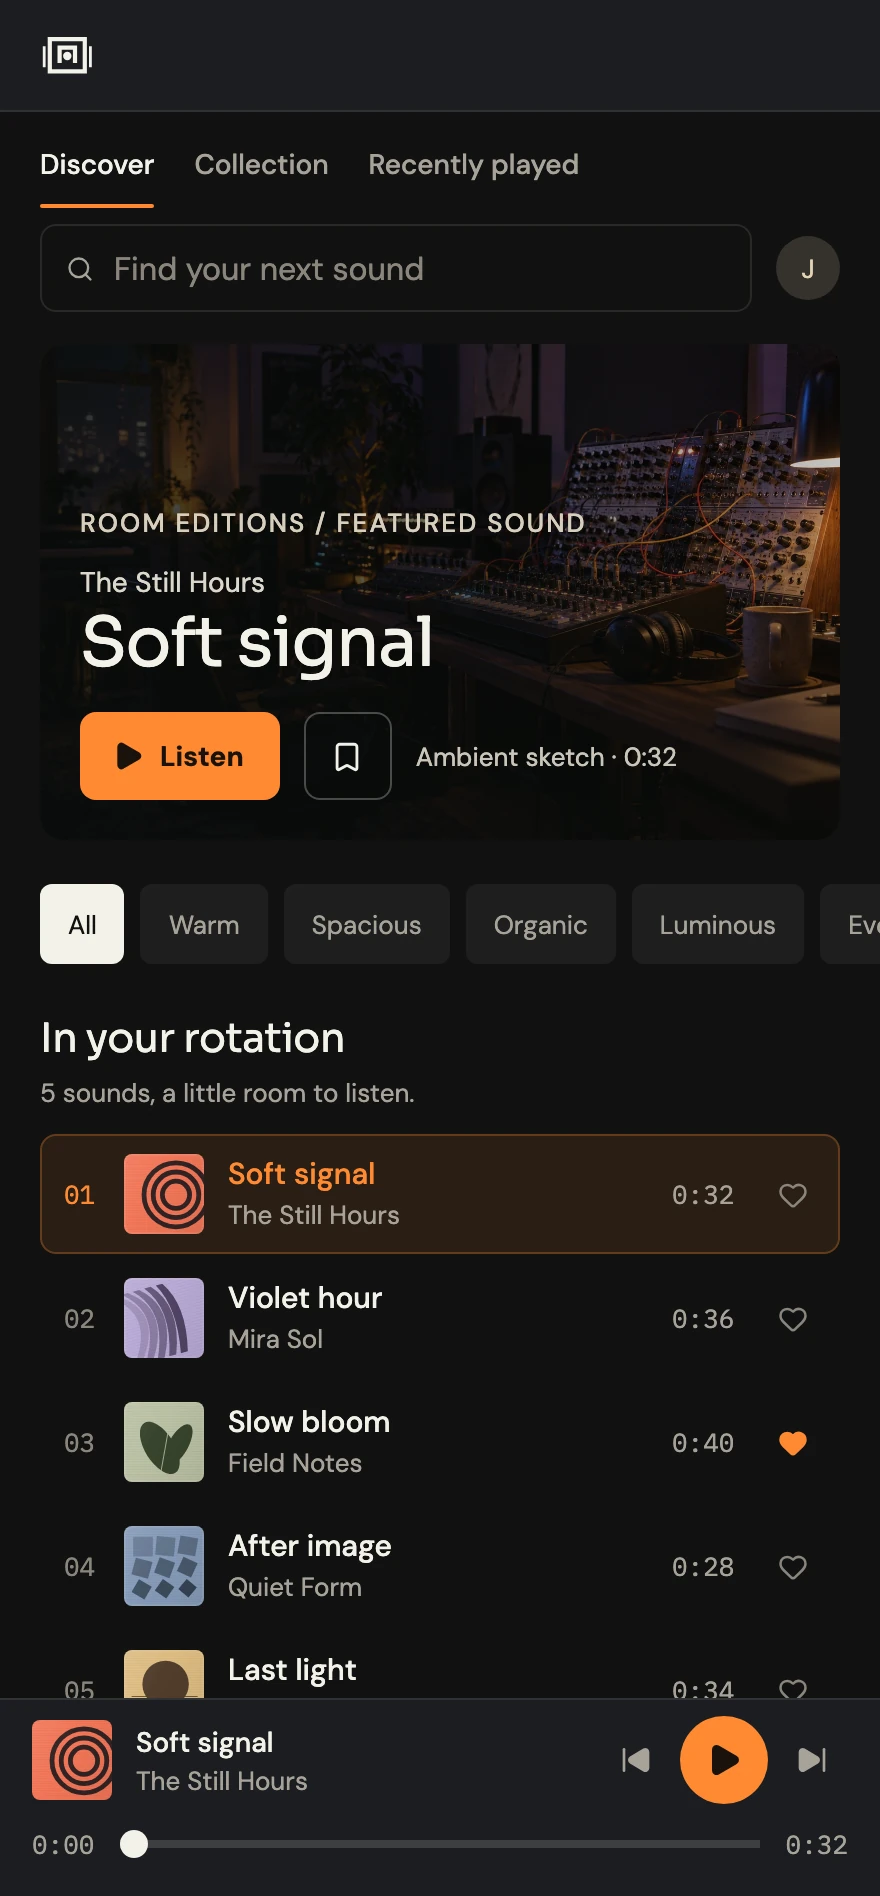 Discover Collection Recently played
Find your next sound
J
ROOM EDITIONS / FEATURED SOUND
The Still Hours
Soft signal
Listen
Ambient sketch · 0:32
All Warm Spacious Organic Luminous
In your rotation
5 sounds, a little room to listen.
01 Soft signal 0:32
The Still Hours
02 Violet hour 0:36
Mira Sol
03 Slow bloom 0:40
Field Notes
04 After image 0:28
Quiet Form
05 Last light 0:34
Soft signal
The Still Hours
0:00 0:32